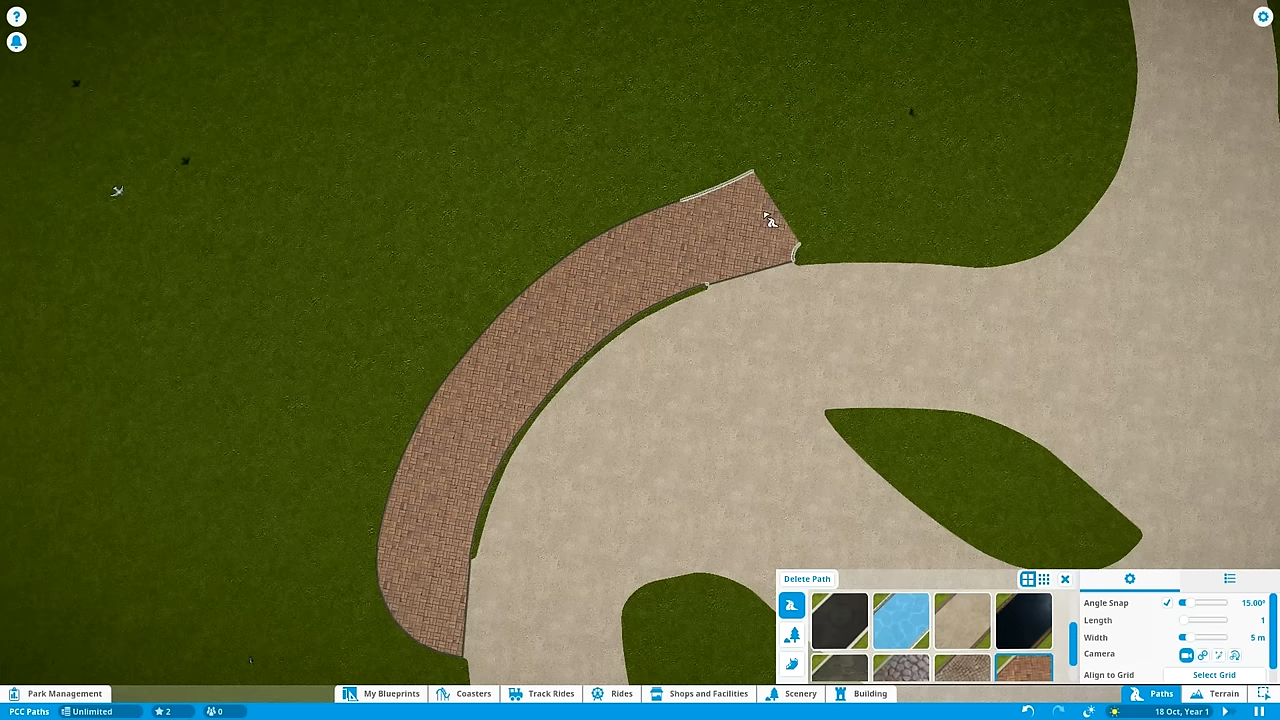 ?
Delete Path
Angle Snap 15.00°
Length 1
Width 5 m
Camera
Align to Grid Select Grid
Park Management My Blueprints Coasters Track Rides Rides Shops and Facilities Scenery Building Paths Terrain
PCC Paths Unlimited 2 0 18 Oct, Year 1